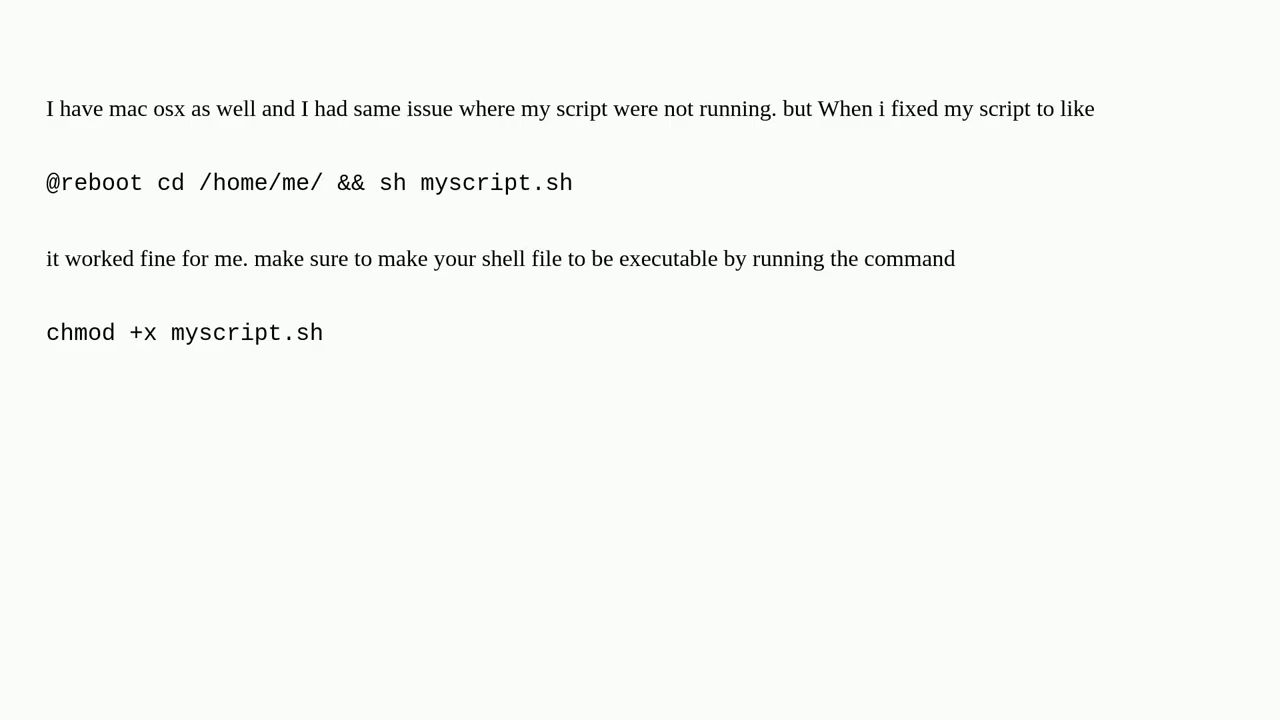 I have mac osx as well and I had same issue where my script were not running. but When i fixed my script to like
@reboot cd /home/me/ && sh myscript.sh
it worked fine for me. make sure to make your shell file to be executable by running the command
chmod +x myscript.sh